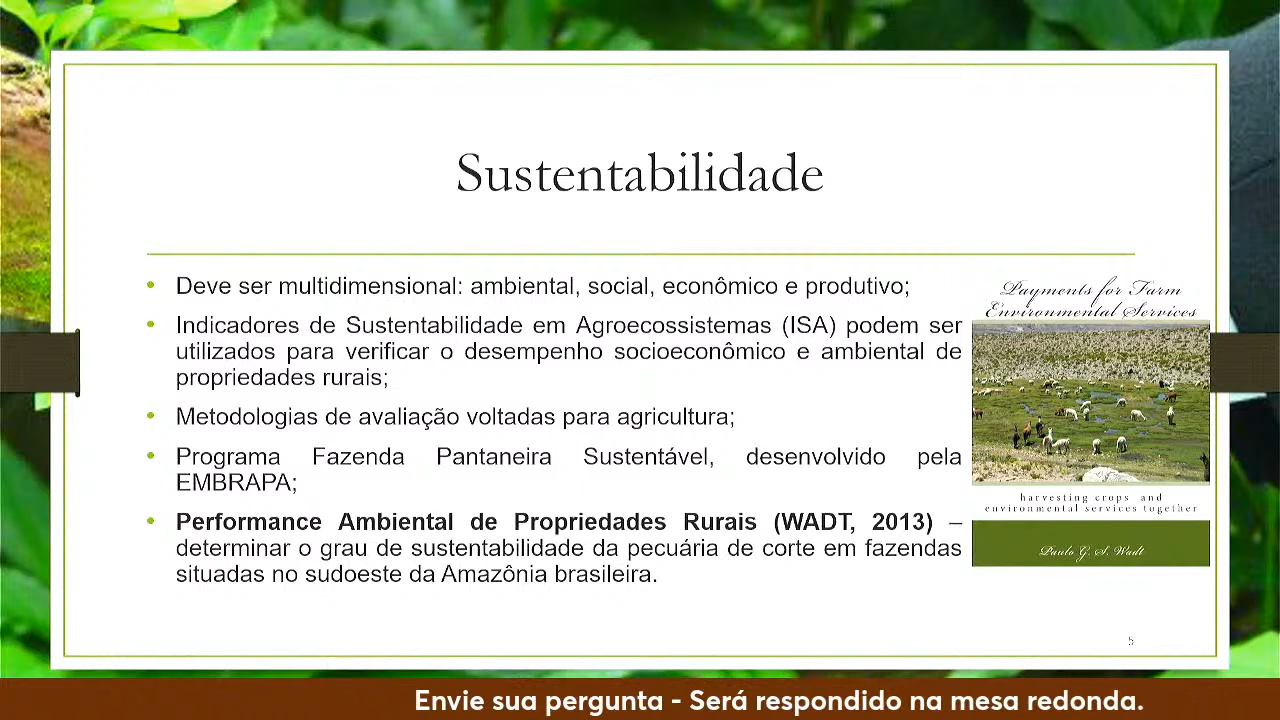 Sustentabilidade
• Deve ser multidimensional: ambiental, social, econômico e produtivo;
• Indicadores de Sustentabilidade em Agroecossistemas (ISA) podem ser
utilizados para verificar o desempenho socioeconômico e ambiental de
propriedades rurais;
• Metodologias de avaliação voltadas para agricultura;
• Programa Fazenda Pantaneira Sustentável, desenvolvido pela
EMBRAPA;
• Performance Ambiental de Propriedades Rurais (WADT, 2013) –
determinar o grau de sustentabilidade da pecuária de corte em fazendas
situadas no sudoeste da Amazônia brasileira.
Payments for Farm
Environmental Services
harvesting crops and
environmental services together
Paulo G. S. Wadt
5
Envie sua pergunta - Será respondido na mesa redonda.